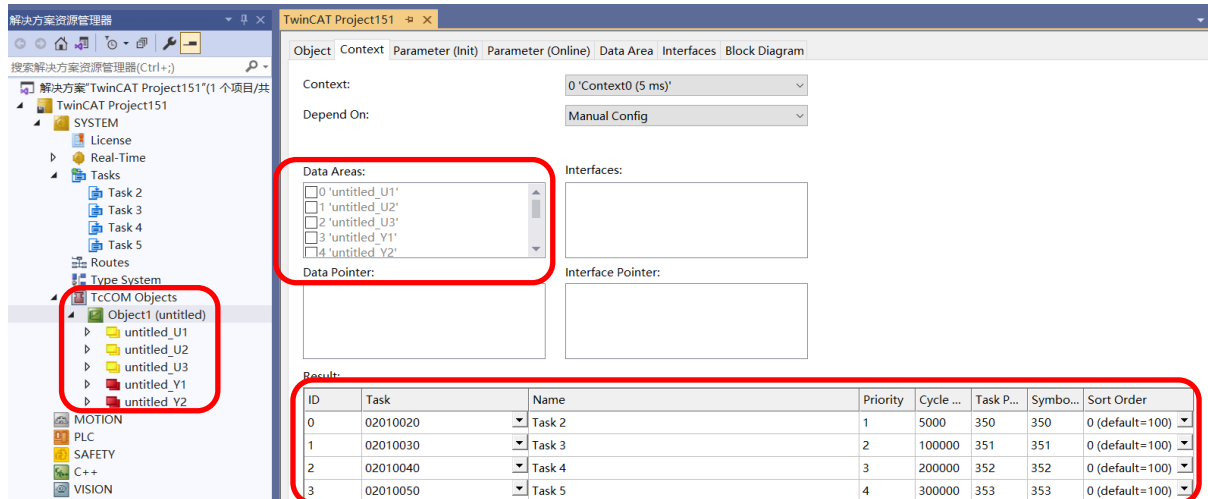 解决方案资源管理器
搜索解决方案资源管理器(Ctrl+;)
解决方案"TwinCAT Project151"(1 个项目/共
TwinCAT Project151
SYSTEM
License
Real-Time
Tasks
Task 2
Task 3
Task 4
Task 5
Routes
Type System
TcCOM Objects
Object1 (untitled)
untitled_U1
untitled_U2
untitled_U3
untitled_Y1
untitled_Y2
MOTION
PLC
SAFETY
C++
VISION
TwinCAT Project151
Object Context Parameter (Init) Parameter (Online) Data Area Interfaces Block Diagram
Context: 0 'Context0 (5 ms)'
Depend On: Manual Config
Data Areas: Interfaces:
0 'untitled_U1'
1 'untitled_U2'
2 'untitled_U3'
3 'untitled_Y1'
4 'untitled_Y2'
Data Pointer: Interface Pointer:
Result:
ID Task Name Priority Cycle ... Task P... Symbo... Sort Order
0 02010020 Task 2 1 5000 350 350 0 (default=100)
1 02010030 Task 3 2 100000 351 351 0 (default=100)
2 02010040 Task 4 3 200000 352 352 0 (default=100)
3 02010050 Task 5 4 300000 353 353 0 (default=100)